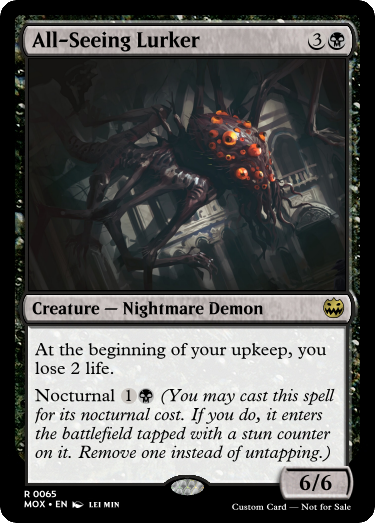 All-Seeing Lurker 3
Creature — Nightmare Demon
At the beginning of your upkeep, you
lose 2 life.
Nocturnal 1 (You may cast this spell
for its nocturnal cost. If you do, it enters
the battlefield tapped with a stun counter
on it. Remove one instead of untapping.)
6/6
R 0065
MOX • EN LEI MIN
Custom Card — Not for Sale